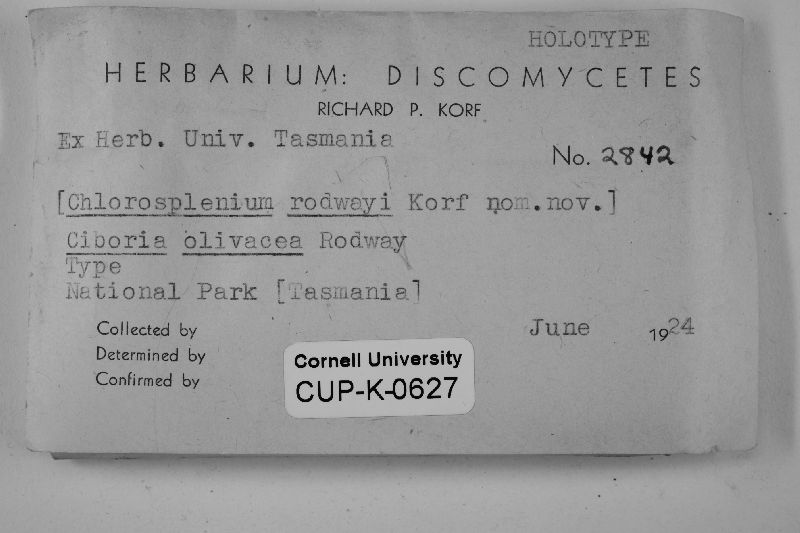 HOLOTYPE
HERBARIUM: DISCOMYCETES
RICHARD P. KORF
Ex Herb. Univ. Tasmania
No. 2842
[Chlorosplenium rodwayi Korf nom.nov.]
Ciboria olivacea Rodway
Type
National Park [Tasmania]
Collected by June 1924
Determined by
Confirmed by
Cornell University
CUP-K-0627